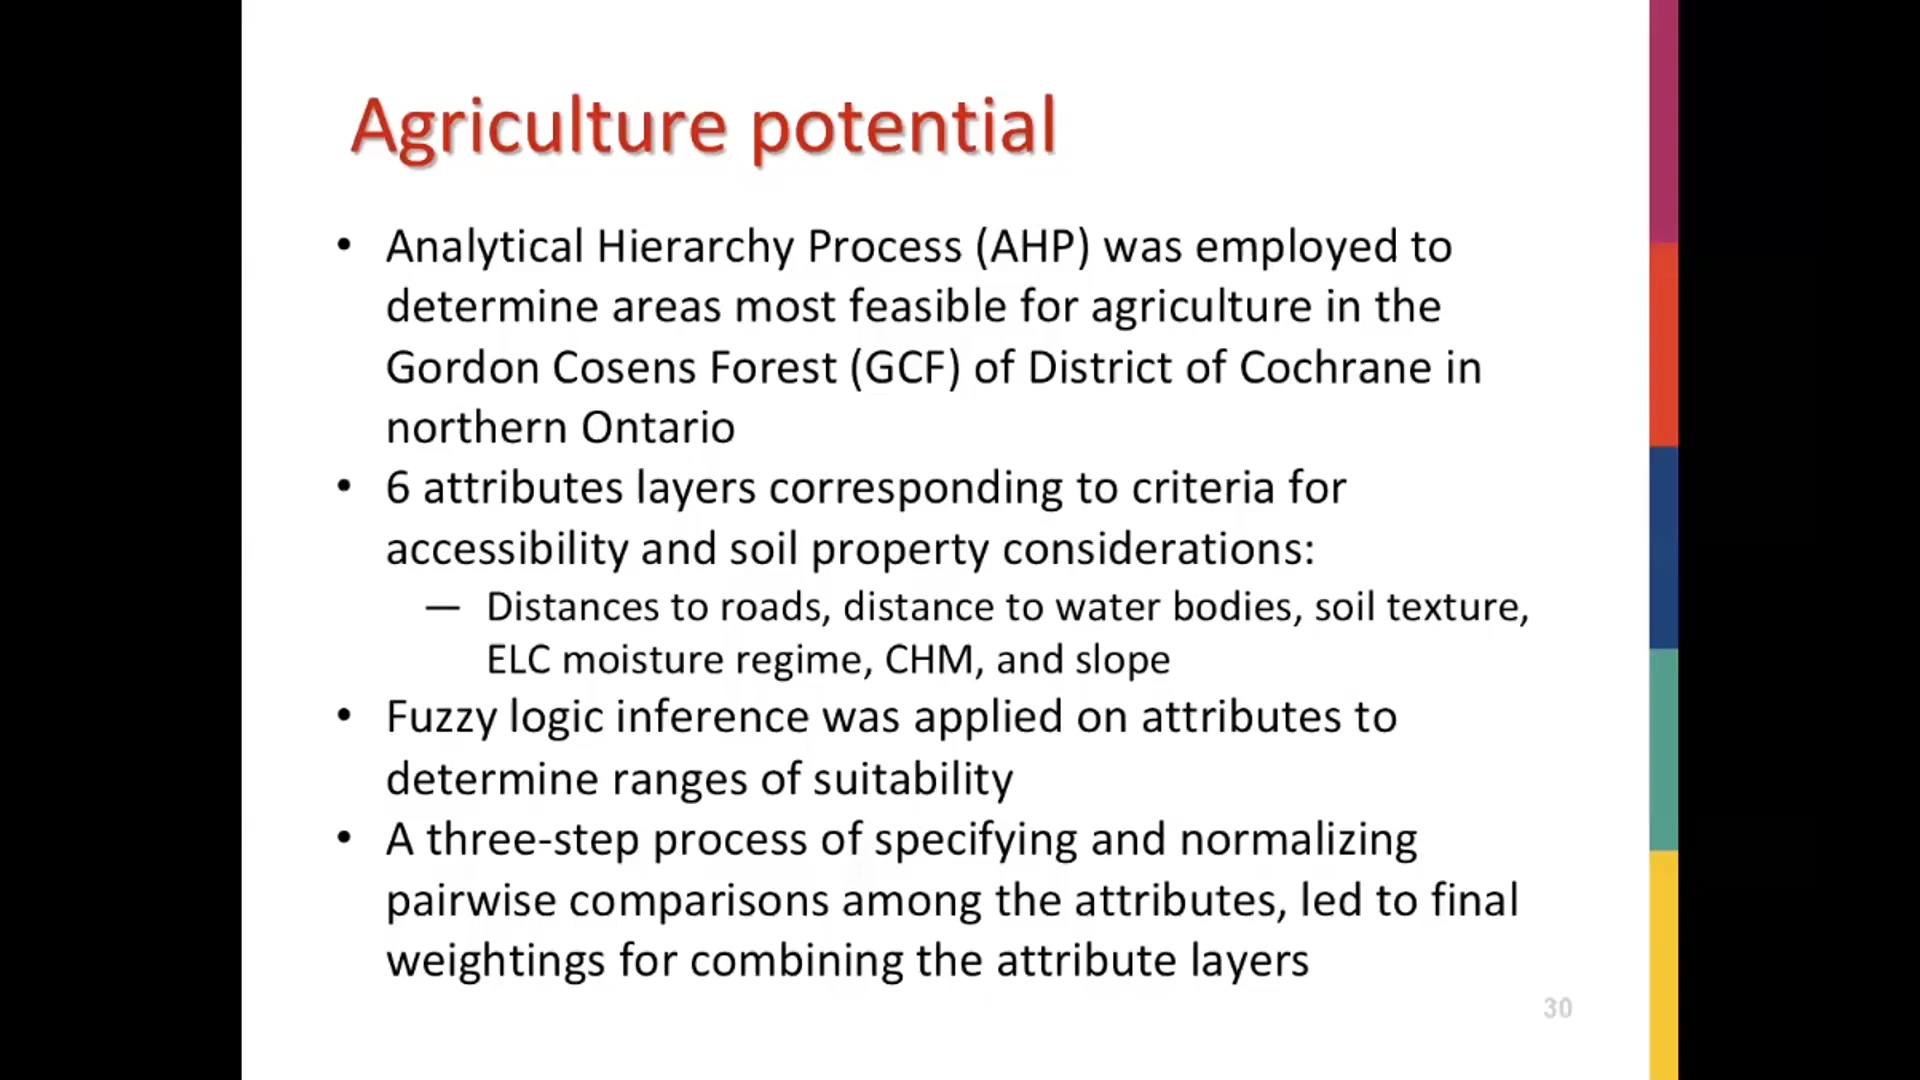 Agriculture potential
• Analytical Hierarchy Process (AHP) was employed to
determine areas most feasible for agriculture in the
Gordon Cosens Forest (GCF) of District of Cochrane in
northern Ontario
• 6 attributes layers corresponding to criteria for
accessibility and soil property considerations:
— Distances to roads, distance to water bodies, soil texture,
ELC moisture regime, CHM, and slope
• Fuzzy logic inference was applied on attributes to
determine ranges of suitability
• A three-step process of specifying and normalizing
pairwise comparisons among the attributes, led to final
weightings for combining the attribute layers
30